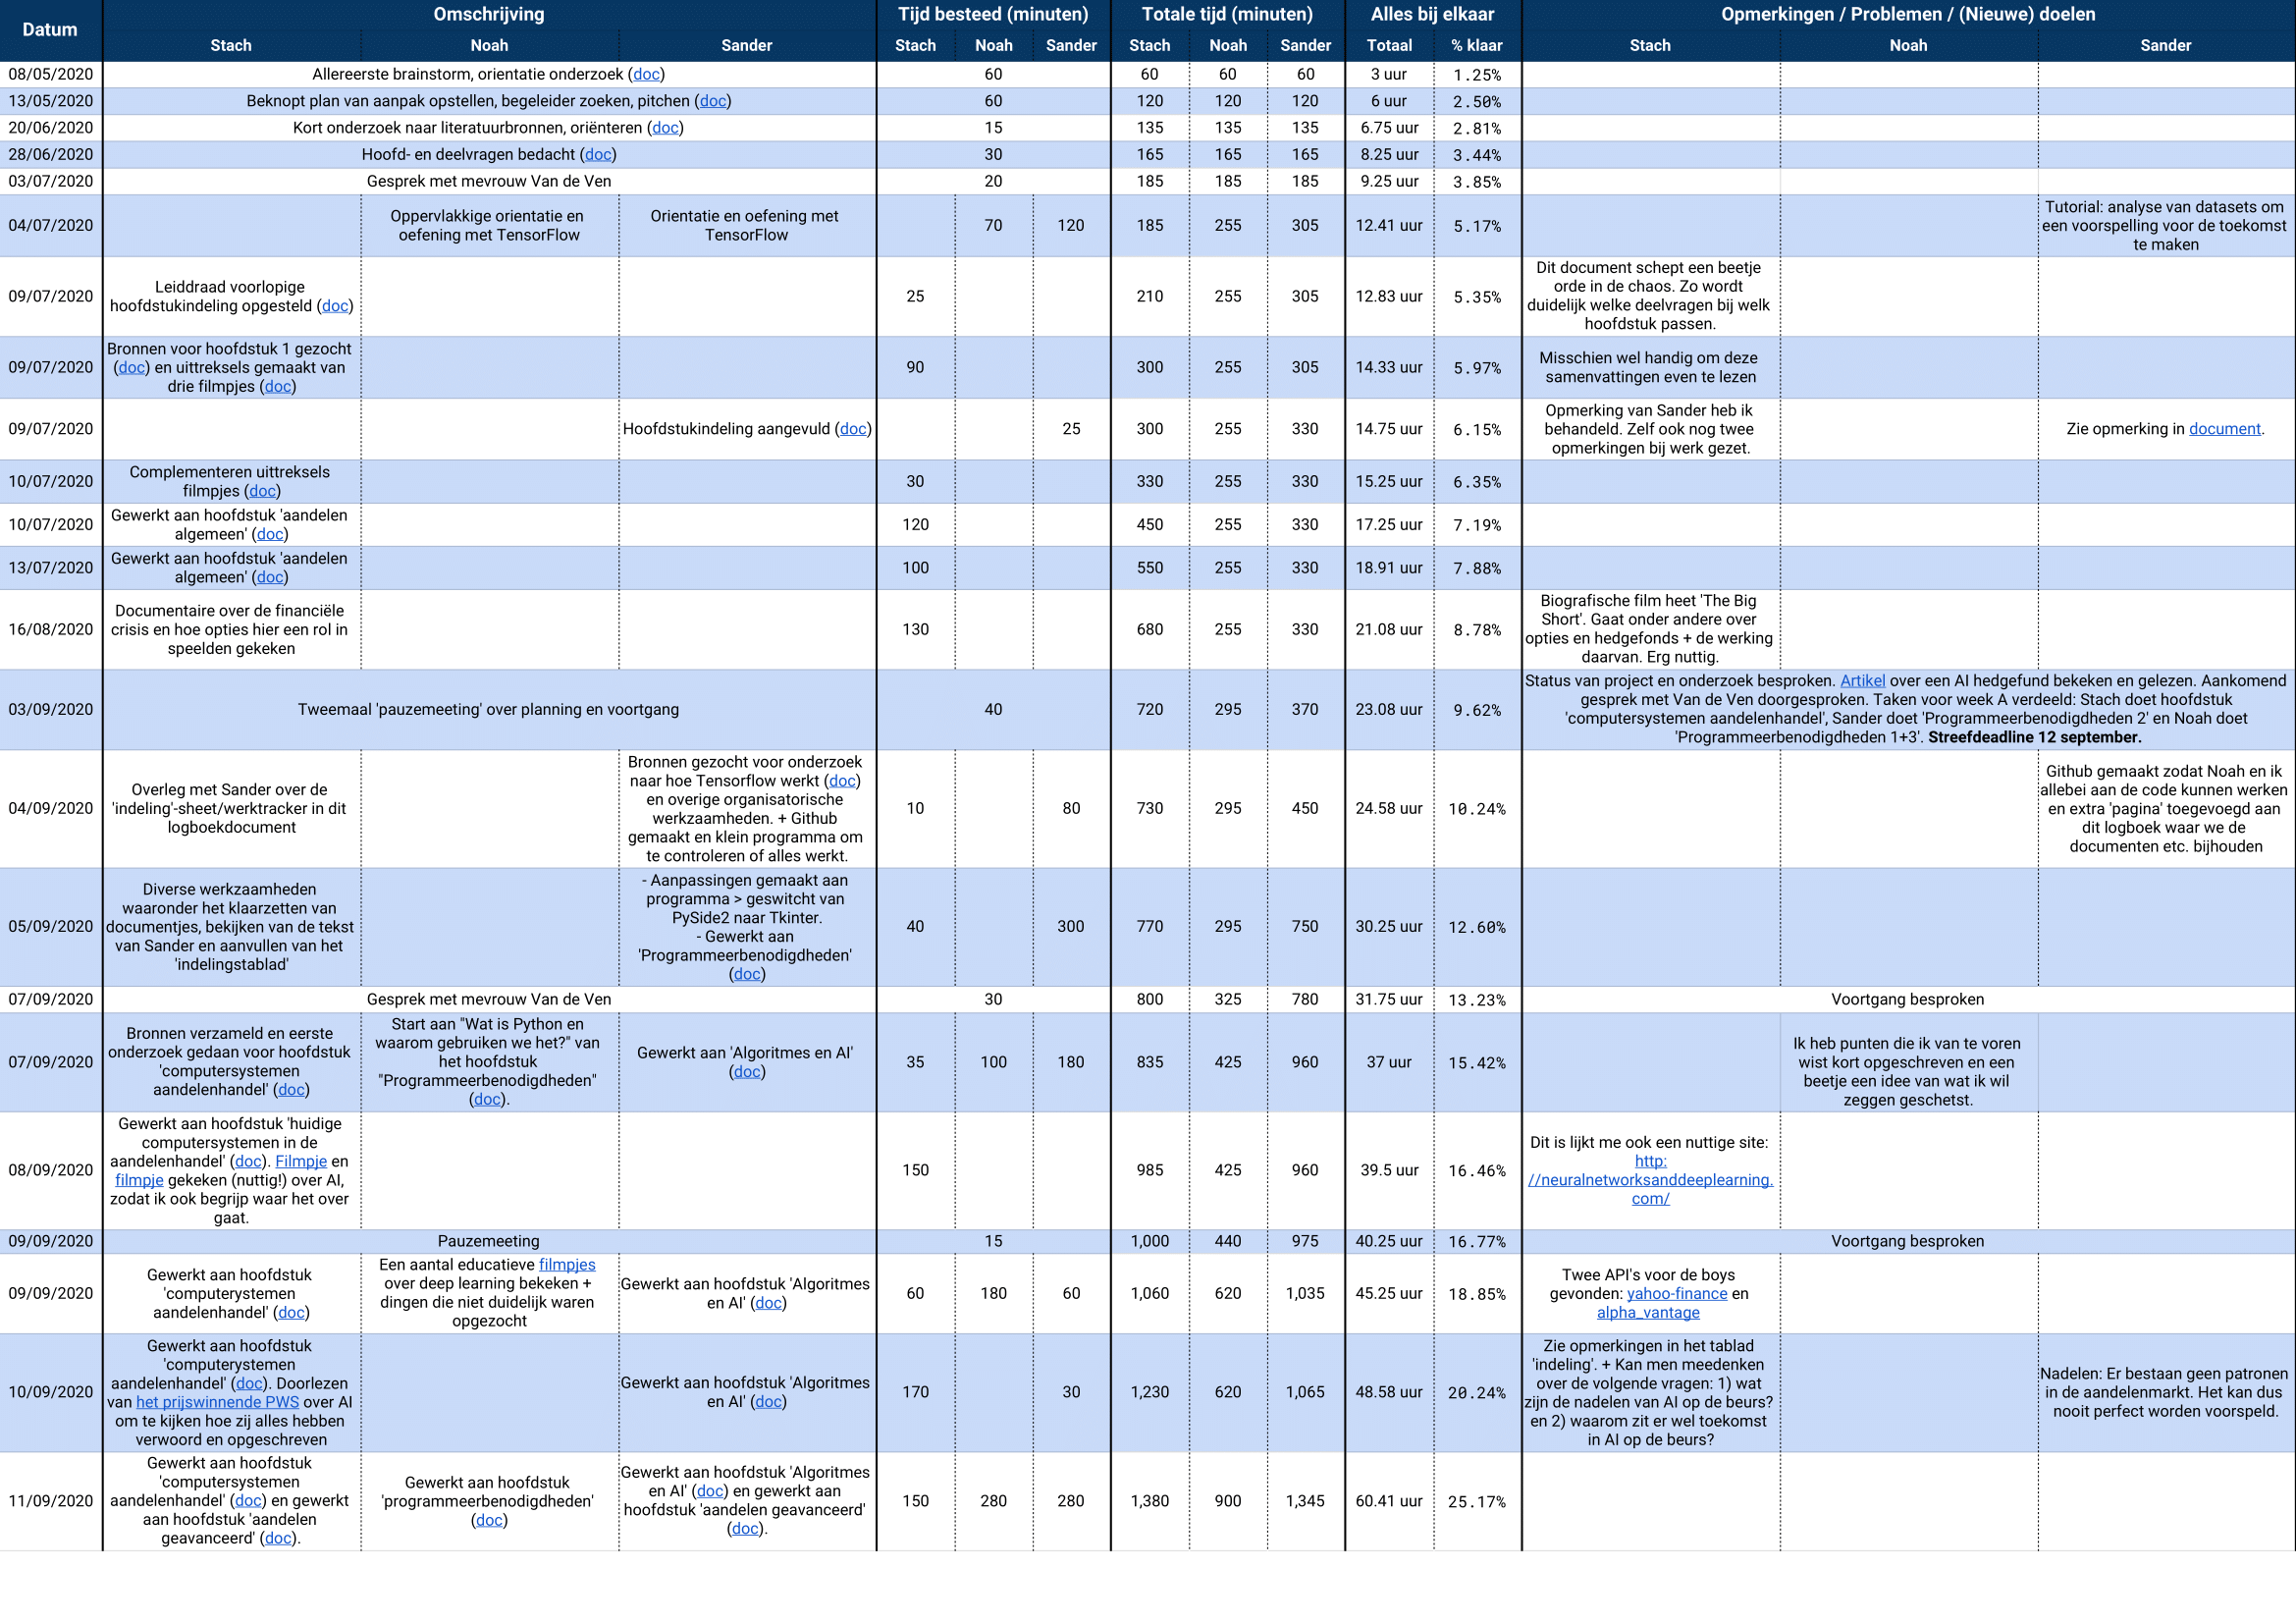 Datum Omschrijving Tijd besteed (minuten) Totale tijd (minuten) Alles bij elkaar Opmerkingen / Problemen / (Nieuwe) doelen
Stach Noah Sander Stach Noah Sander Stach Noah Sander Totaal % klaar Stach Noah Sander
08/05/2020 Allereerste brainstorm, orientatie onderzoek (doc) 60 60 60 60 3 uur 1.25%
13/05/2020 Beknopt plan van aanpak opstellen, begeleider zoeken, pitchen (doc) 60 120 120 120 6 uur 2.50%
20/06/2020 Kort onderzoek naar literatuurbronnen, oriënteren (doc) 15 135 135 135 6.75 uur 2.81%
28/06/2020 Hoofd- en deelvragen bedacht (doc) 30 165 165 165 8.25 uur 3.44%
03/07/2020 Gesprek met mevrouw Van de Ven 20 185 185 185 9.25 uur 3.85%
04/07/2020
Oppervlakkige orientatie en
oefening met TensorFlow
Orientatie en oefening met
TensorFlow
70 120 185 255 305 12.41 uur 5.17%
Tutorial: analyse van datasets om
een voorspelling voor de toekomst
te maken
09/07/2020
Leiddraad voorlopige
hoofdstukindeling opgesteld (doc)
25 210 255 305 12.83 uur 5.35%
Dit document schept een beetje
orde in de chaos. Zo wordt
duidelijk welke deelvragen bij welk
hoofdstuk passen.
09/07/2020
Bronnen voor hoofdstuk 1 gezocht
(doc) en uittreksels gemaakt van
drie filmpjes (doc)
90 300 255 305 14.33 uur 5.97%
Misschien wel handig om deze
samenvattingen even te lezen
09/07/2020
Hoofdstukindeling aangevuld (doc)
25 300 255 330 14.75 uur 6.15%
Opmerking van Sander heb ik
behandeld. Zelf ook nog twee
opmerkingen bij werk gezet.
Zie opmerking in document.
10/07/2020
Complementeren uittreksels
filmpjes (doc)
30 330 255 330 15.25 uur 6.35%
10/07/2020
Gewerkt aan hoofdstuk 'aandelen
algemeen' (doc)
120 450 255 330 17.25 uur 7.19%
13/07/2020
Gewerkt aan hoofdstuk 'aandelen
algemeen' (doc)
100 550 255 330 18.91 uur 7.88%
16/08/2020
Documentaire over de financiële
crisis en hoe opties hier een rol in
speelden gekeken
130 680 255 330 21.08 uur 8.78%
Biografische film heet 'The Big
Short'. Gaat onder andere over
opties en hedgefonds + de werking
daarvan. Erg nuttig.
03/09/2020 Tweemaal 'pauzemeeting' over planning en voortgang 40 720 295 370 23.08 uur 9.62%
Status van project en onderzoek besproken. Artikel over een AI hedgefund bekeken en gelezen. Aankomend
gesprek met Van de Ven doorgesproken. Taken voor week A verdeeld: Stach doet hoofdstuk
'computersystemen aandelenhandel', Sander doet 'Programmeerbenodigdheden 2' en Noah doet
'Programmeerbenodigdheden 1+3'. Streefdeadline 12 september.
04/09/2020
Overleg met Sander over de
'indeling'-sheet/werktracker in dit
logboekdocument
Bronnen gezocht voor onderzoek
naar hoe Tensorflow werkt (doc)
en overige organisatorische
werkzaamheden. + Github
gemaakt en klein programma om
te controleren of alles werkt.
10 80 730 295 450 24.58 uur 10.24%
Github gemaakt zodat Noah en ik
allebei aan de code kunnen werken
en extra 'pagina' toegevoegd aan
dit logboek waar we de
documenten etc. bijhouden
05/09/2020
Diverse werkzaamheden
waaronder het klaarzetten van
documentjes, bekijken van de tekst
van Sander en aanvullen van het
'indelingstablad'
- Aanpassingen gemaakt aan
programma > geswitcht van
PySide2 naar Tkinter.
- Gewerkt aan
'Programmeerbenodigdheden'
(doc)
40 300 770 295 750 30.25 uur 12.60%
07/09/2020 Gesprek met mevrouw Van de Ven 30 800 325 780 31.75 uur 13.23% Voortgang besproken
07/09/2020
Bronnen verzameld en eerste
onderzoek gedaan voor hoofdstuk
'computersystemen
aandelenhandel' (doc)
Start aan "Wat is Python en
waarom gebruiken we het?" van
het hoofdstuk
"Programmeerbenodigdheden"
(doc).
Gewerkt aan 'Algoritmes en AI'
(doc)
35 100 180 835 425 960 37 uur 15.42%
Ik heb punten die ik van te voren
wist kort opgeschreven en een
beetje een idee van wat ik wil
zeggen geschetst.
08/09/2020
Gewerkt aan hoofdstuk 'huidige
computersystemen in de
aandelenhandel' (doc). Filmpje en
filmpje gekeken (nuttig!) over AI,
zodat ik ook begrijp waar het over
gaat.
150 985 425 960 39.5 uur 16.46%
Dit is lijkt me ook een nuttige site:
http:
//neuralnetworksanddeeplearning.
com/
09/09/2020 Pauzemeeting 15 1,000 440 975 40.25 uur 16.77% Voortgang besproken
09/09/2020
Gewerkt aan hoofdstuk
'computerystemen
aandelenhandel' (doc)
Een aantal educatieve filmpjes
over deep learning bekeken +
dingen die niet duidelijk waren
opgezocht
Gewerkt aan hoofdstuk 'Algoritmes
en AI' (doc)
60 180 60 1,060 620 1,035 45.25 uur 18.85%
Twee API's voor de boys
gevonden: yahoo-finance en
alpha_vantage
10/09/2020
Gewerkt aan hoofdstuk
'computerystemen
aandelenhandel' (doc). Doorlezen
van het prijswinnende PWS over AI
om te kijken hoe zij alles hebben
verwoord en opgeschreven
Gewerkt aan hoofdstuk 'Algoritmes
en AI' (doc)
170 30 1,230 620 1,065 48.58 uur 20.24%
Zie opmerkingen in het tablad
'indeling'. + Kan men meedenken
over de volgende vragen: 1) wat
zijn de nadelen van AI op de beurs?
en 2) waarom zit er wel toekomst
in AI op de beurs?
Nadelen: Er bestaan geen patronen
in de aandelenmarkt. Het kan dus
nooit perfect worden voorspeld.
11/09/2020
Gewerkt aan hoofdstuk
'computersystemen
aandelenhandel' (doc) en gewerkt
aan hoofdstuk 'aandelen
geavanceerd' (doc).
Gewerkt aan hoofdstuk
'programmeerbenodigdheden'
(doc)
Gewerkt aan hoofdstuk 'Algoritmes
en AI' (doc) en gewerkt aan
hoofdstuk 'aandelen geavanceerd'
(doc).
150 280 280 1,380 900 1,345 60.41 uur 25.17%